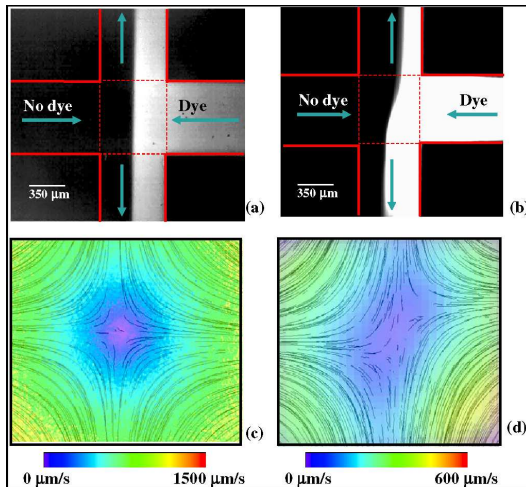 No dye
Dye
350 μm
(a)
No dye
Dye
350 μm
(b)
(c)
(d)
0 μm/s
1500 μm/s
0 μm/s
600 μm/s